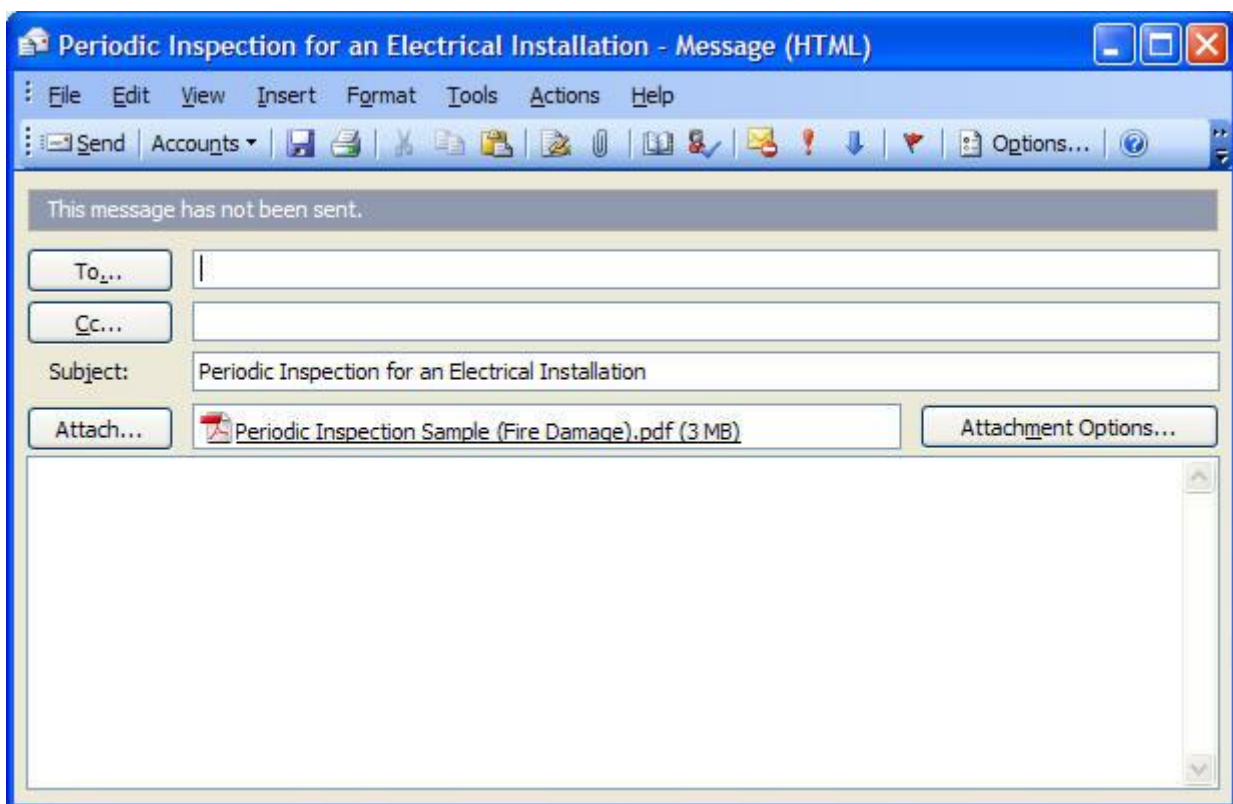 Periodic Inspection for an Electrical Installation - Message (HTML)
File Edit View Insert Format Tools Actions Help
Send Accounts Options...
This message has not been sent.
To...
Cc...
Subject: Periodic Inspection for an Electrical Installation
Attach... Periodic Inspection Sample (Fire Damage).pdf (3 MB) Attachment Options...